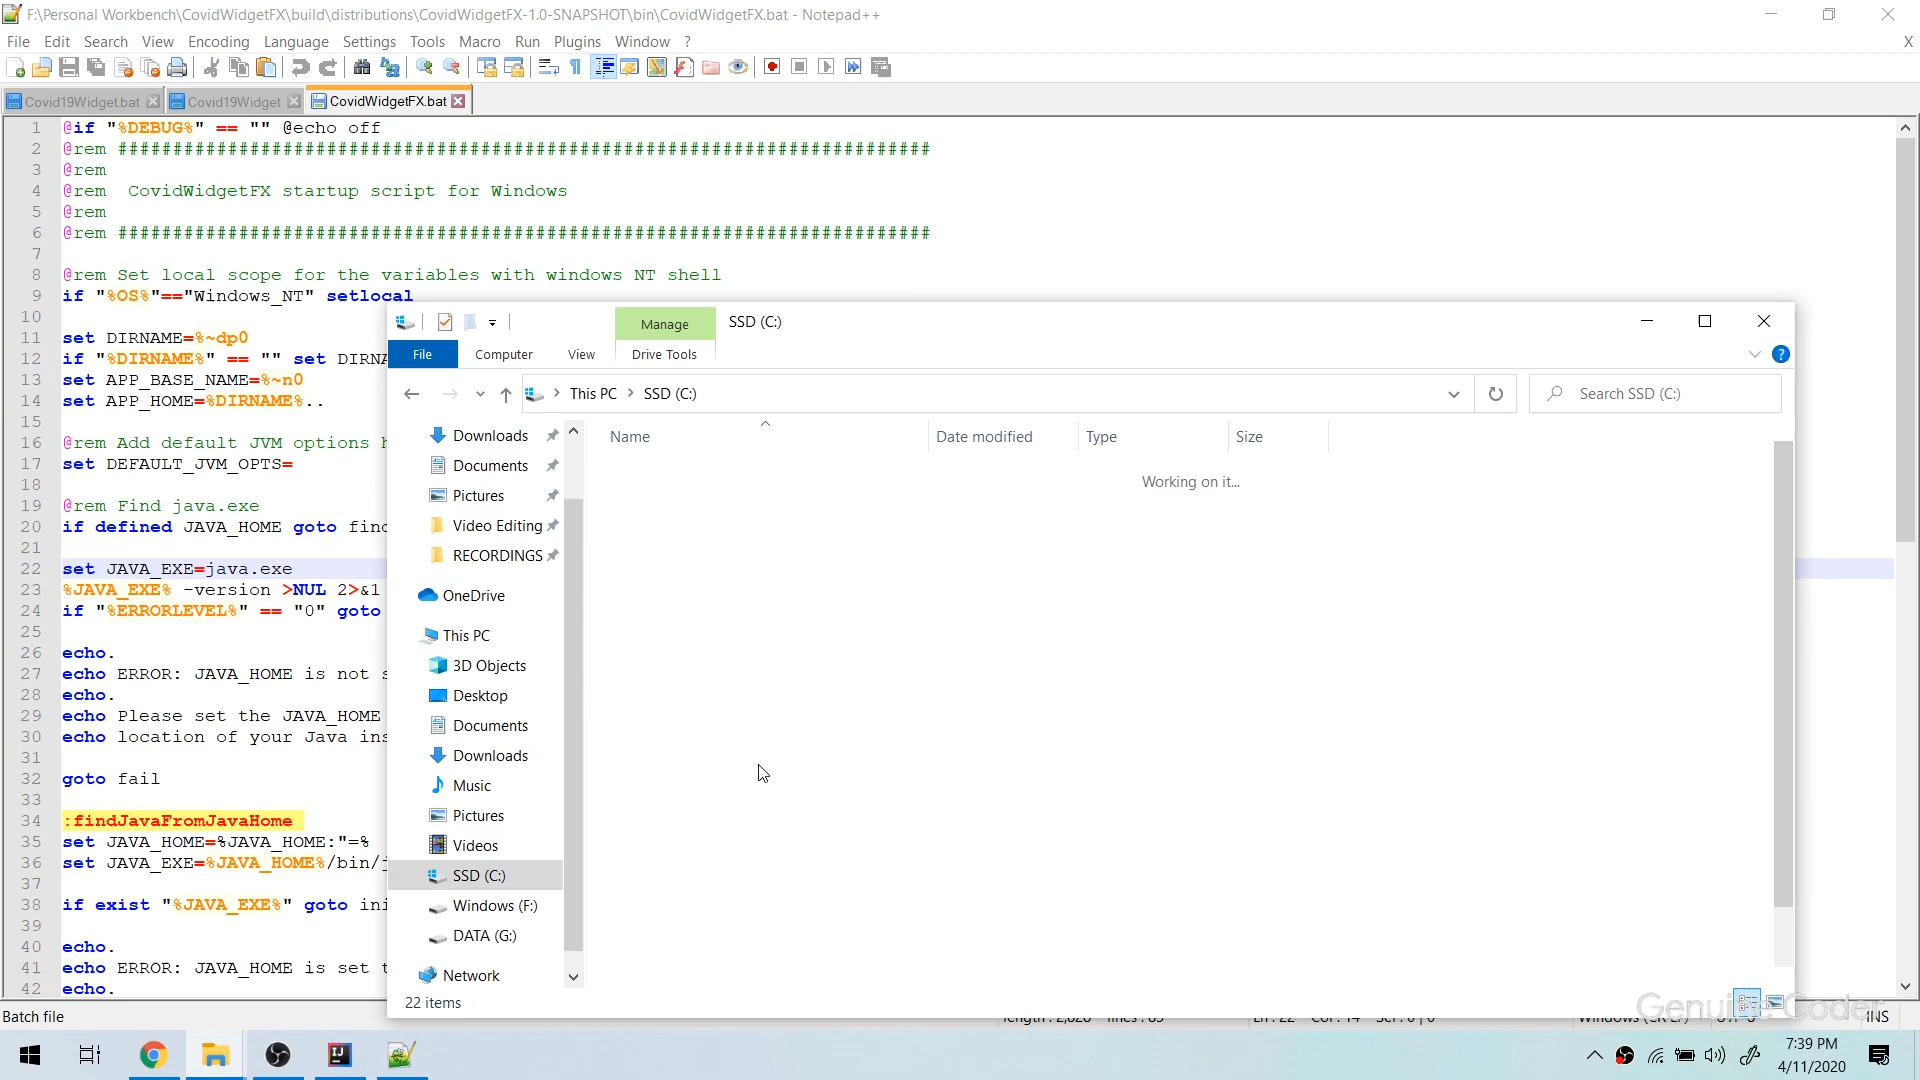 F:\Personal Workbench\CovidWidgetFX\build\distributions\CovidWidgetFX-1.0-SNAPSHOT\bin\CovidWidgetFX.bat - Notepad++
File Edit Search View Encoding Language Settings Tools Macro Run Plugins Window ? X
Covid19Widget.bat Covid19Widget CovidWidgetFX.bat
1 @if "%DEBUG%" == "" @echo off
2 @rem ##########################################################################
3 @rem
4 @rem CovidWidgetFX startup script for Windows
5 @rem
6 @rem ##########################################################################
7
8 @rem Set local scope for the variables with windows NT shell
9 if "%OS%"=="Windows_NT" setlocal
10
11 set DIRNAME=%~dp0
12 if "%DIRNAME%" == "" set DIRNA
13 set APP_BASE_NAME=%~n0
14 set APP_HOME=%DIRNAME%..
15
16 @rem Add default JVM options h
17 set DEFAULT_JVM_OPTS=
18
19 @rem Find java.exe
20 if defined JAVA_HOME goto find
21
22 set JAVA_EXE=java.exe
23 %JAVA_EXE% -version >NUL 2>&1
24 if "%ERRORLEVEL%" == "0" goto
25
26 echo.
27 echo ERROR: JAVA_HOME is not s
28 echo.
29 echo Please set the JAVA_HOME
30 echo location of your Java ins
31
32 goto fail
33
34 :findJavaFromJavaHome
35 set JAVA_HOME=%JAVA_HOME:"=%
36 set JAVA_EXE=%JAVA_HOME%/bin/j
37
38 if exist "%JAVA_EXE%" goto ini
39
40 echo.
41 echo ERROR: JAVA_HOME is set t
42 echo.
Manage SSD (C:)
File Computer View Drive Tools
This PC SSD (C:) Search SSD (C:)
Name Date modified Type Size
Working on it...
Downloads
Documents
Pictures
Video Editing
RECORDINGS
OneDrive
This PC
3D Objects
Desktop
Documents
Downloads
Music
Pictures
Videos
SSD (C:)
Windows (F:)
DATA (G:)
Network
22 items
Genuine Coder
Batch file INS
7:39 PM
4/11/2020